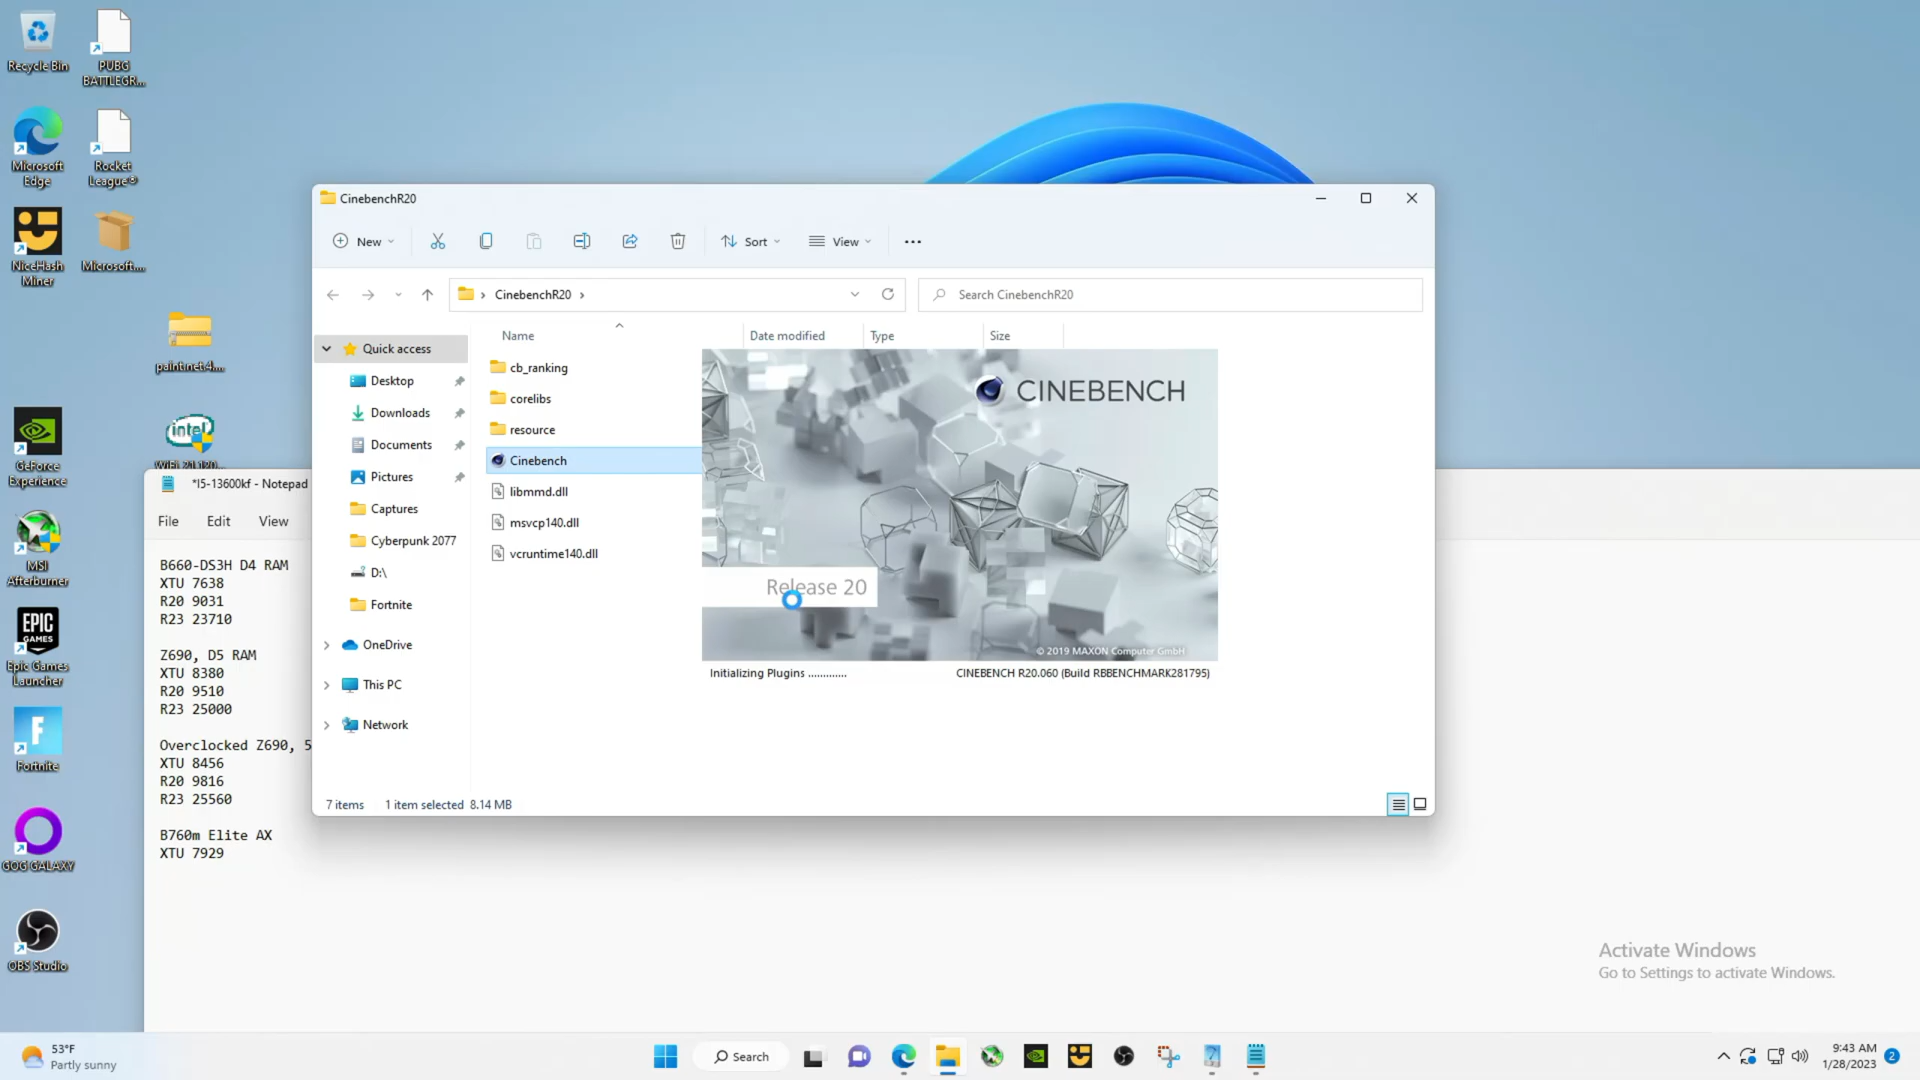 Recycle Bin
PUBG
BATTLEGR...
Microsoft
Edge
Rocket
League®
NiceHash
Miner
Microsoft....
paint.net.4....
GeForce
Experience
MSI
Afterburner
EPIC
GAMES
Epic Games
Launcher
Fortnite
GOG GALAXY
OBS Studio
intel
CinebenchR20
New
Sort
View
CinebenchR20
Search CinebenchR20
Name
Date modified
Type
Size
Quick access
Desktop
Downloads
Documents
Pictures
Captures
Cyberpunk 2077
D:\
Fortnite
OneDrive
This PC
Network
cb_ranking
corelibs
resource
Cinebench
libmmd.dll
msvcp140.dll
vcruntime140.dll
CINEBENCH
Release 20
© 2019 MAXON Computer GmbH
Initializing Plugins .............
CINEBENCH R20.060 (Build RBBENCHMARK281795)
7 items
1 item selected 8.14 MB
*I5-13600kf - Notepad
File
Edit
View
B660-DS3H D4 RAM
XTU 7638
R20 9031
R23 23710
Z690, D5 RAM
XTU 8380
R20 9510
R23 25000
Overclocked Z690, 5
XTU 8456
R20 9816
R23 25560
B760m Elite AX
XTU 7929
Activate Windows
Go to Settings to activate Windows.
53°F
Partly sunny
Search
9:43 AM
1/28/2023
2